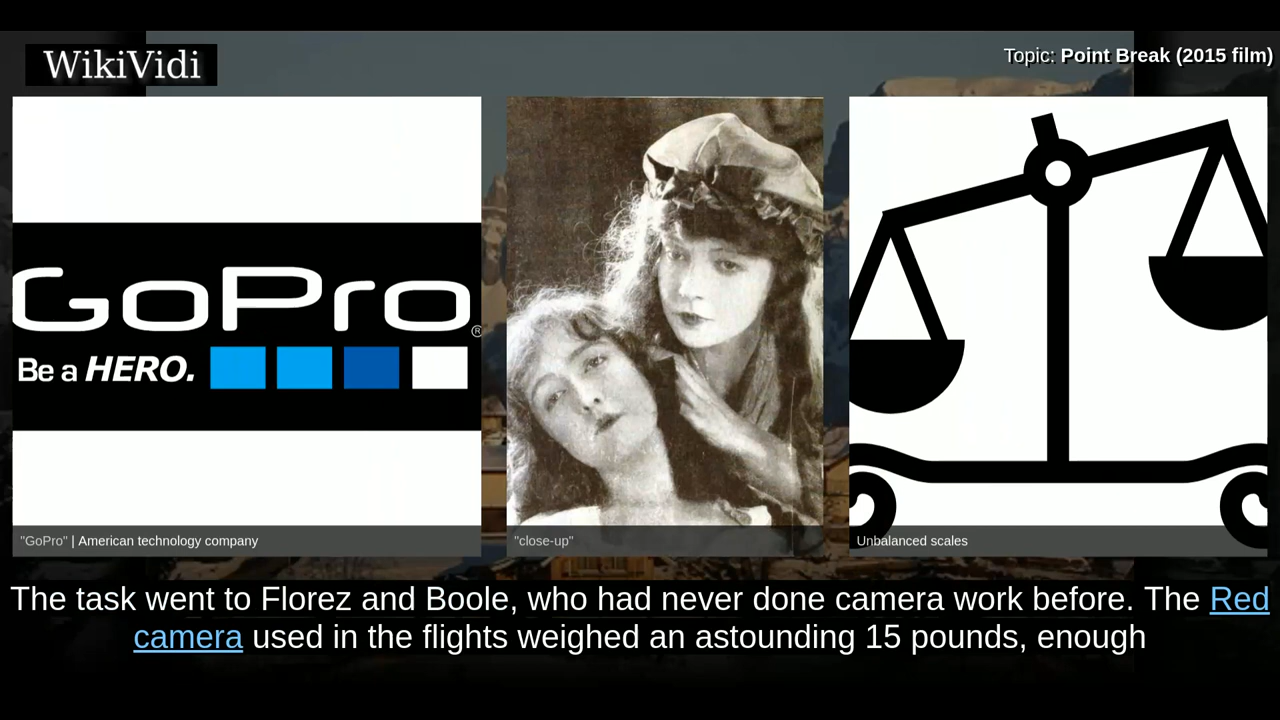 WikiVidi
Topic: Point Break (2015 film)
GoPro®
Be a HERO.
"GoPro" | American technology company
"close-up"
Unbalanced scales
The task went to Florez and Boole, who had never done camera work before. The Red
camera used in the flights weighed an astounding 15 pounds, enough